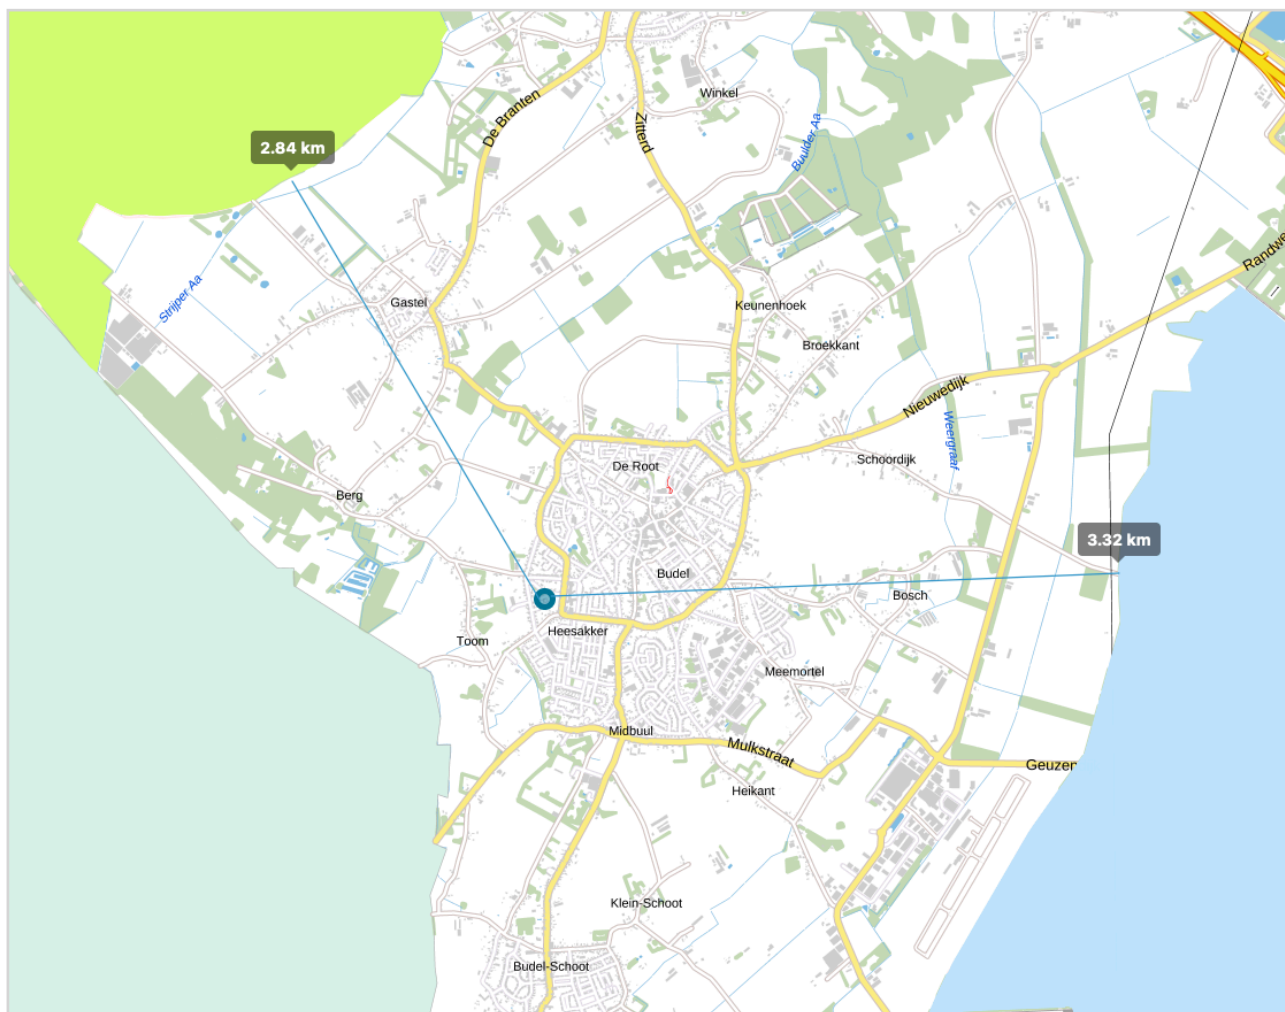 Winkel
De Branten
Zitterd
Buulder Aa
2.84 km
Randwe
Strijper Aa
Gastel
Keunenhoek
Broekkant
Nieuwedijk
Weergraaf
De Root
Schoordijk
Berg
3.32 km
Budel
Bosch
Heesakker
Toom
Meemortel
Midbuul
Mulkstraat
Geuzen
Heikant
Klein-Schoot
Budel-Schoot